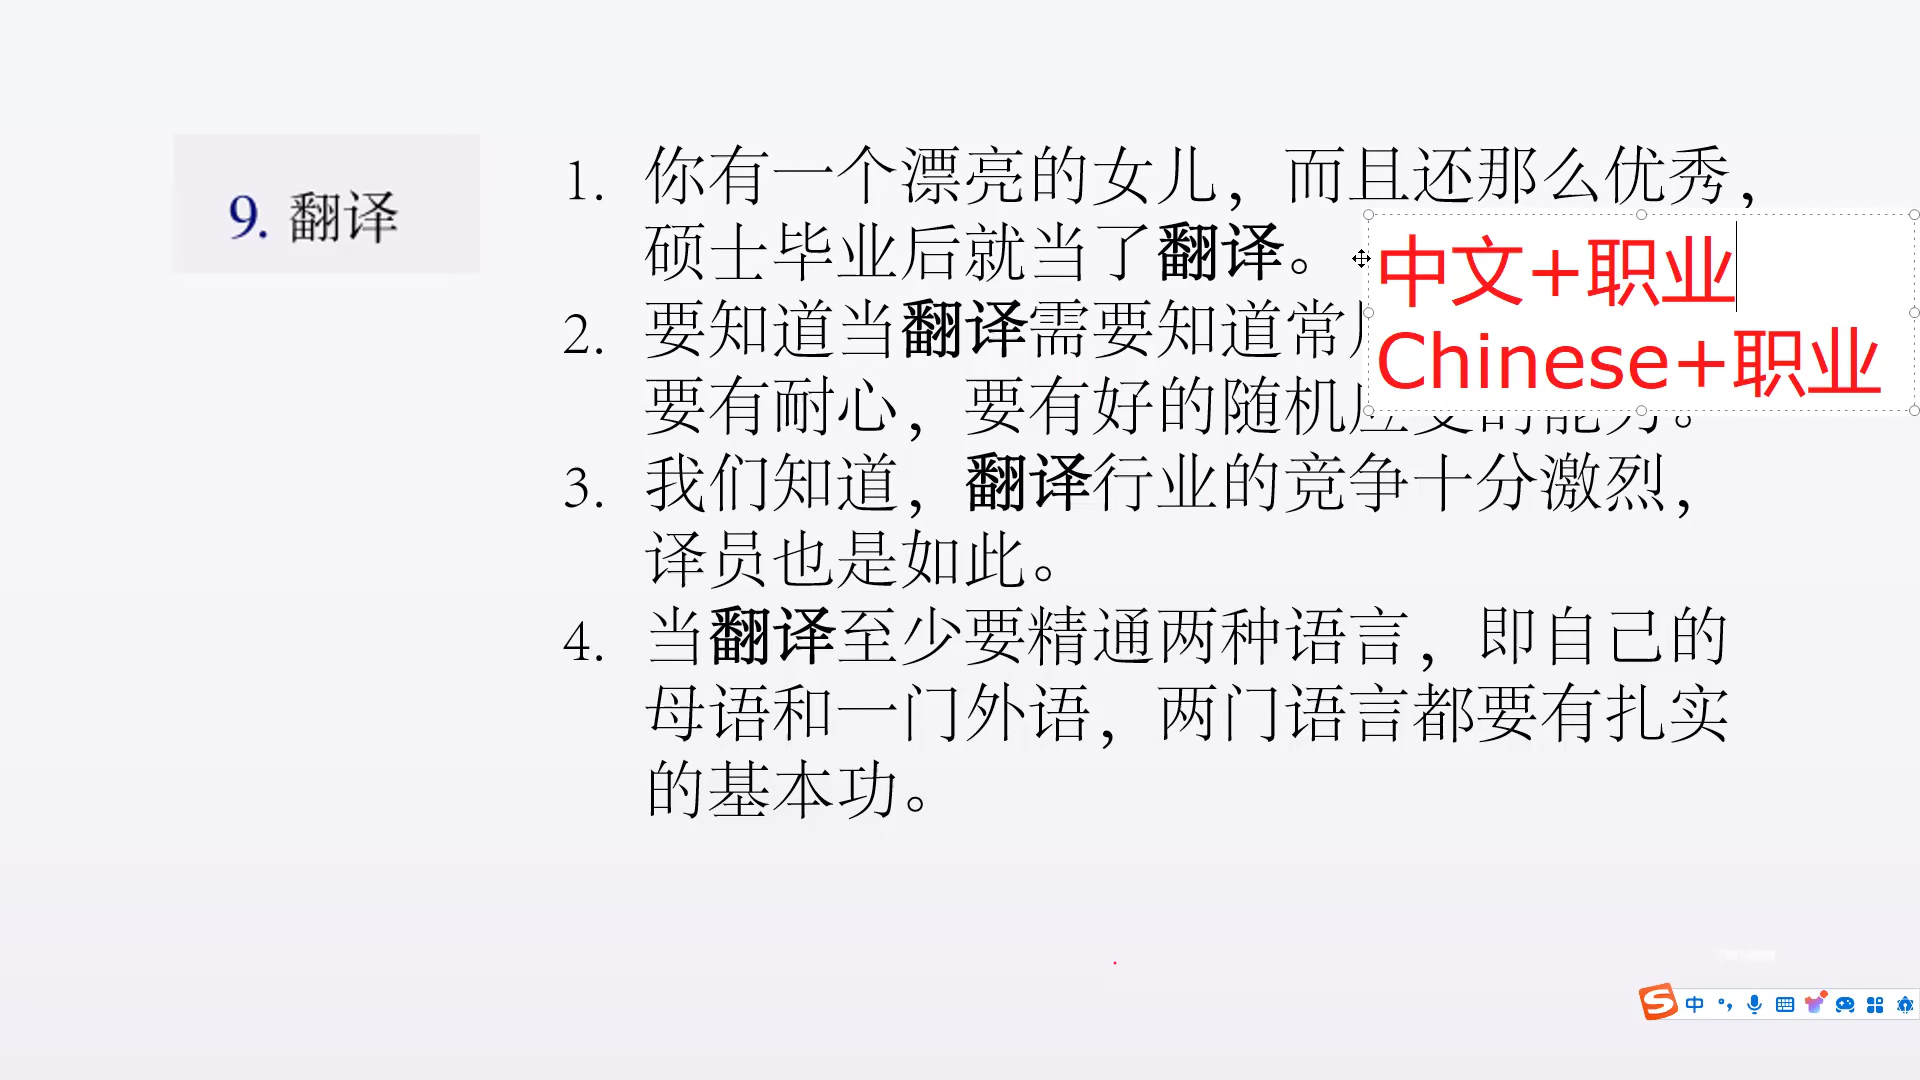 9. 翻译
1. 你有一个漂亮的女儿，而且还那么优秀，
硕士毕业后就当了翻译。
2. 要知道当翻译需要知道常
要有耐心，要有好的随机应变的能力。
3. 我们知道，翻译行业的竞争十分激烈，
译员也是如此。
4. 当翻译至少要精通两种语言，即自己的
母语和一门外语，两门语言都要有扎实
的基本功。
中文+职业
Chinese+职业
中